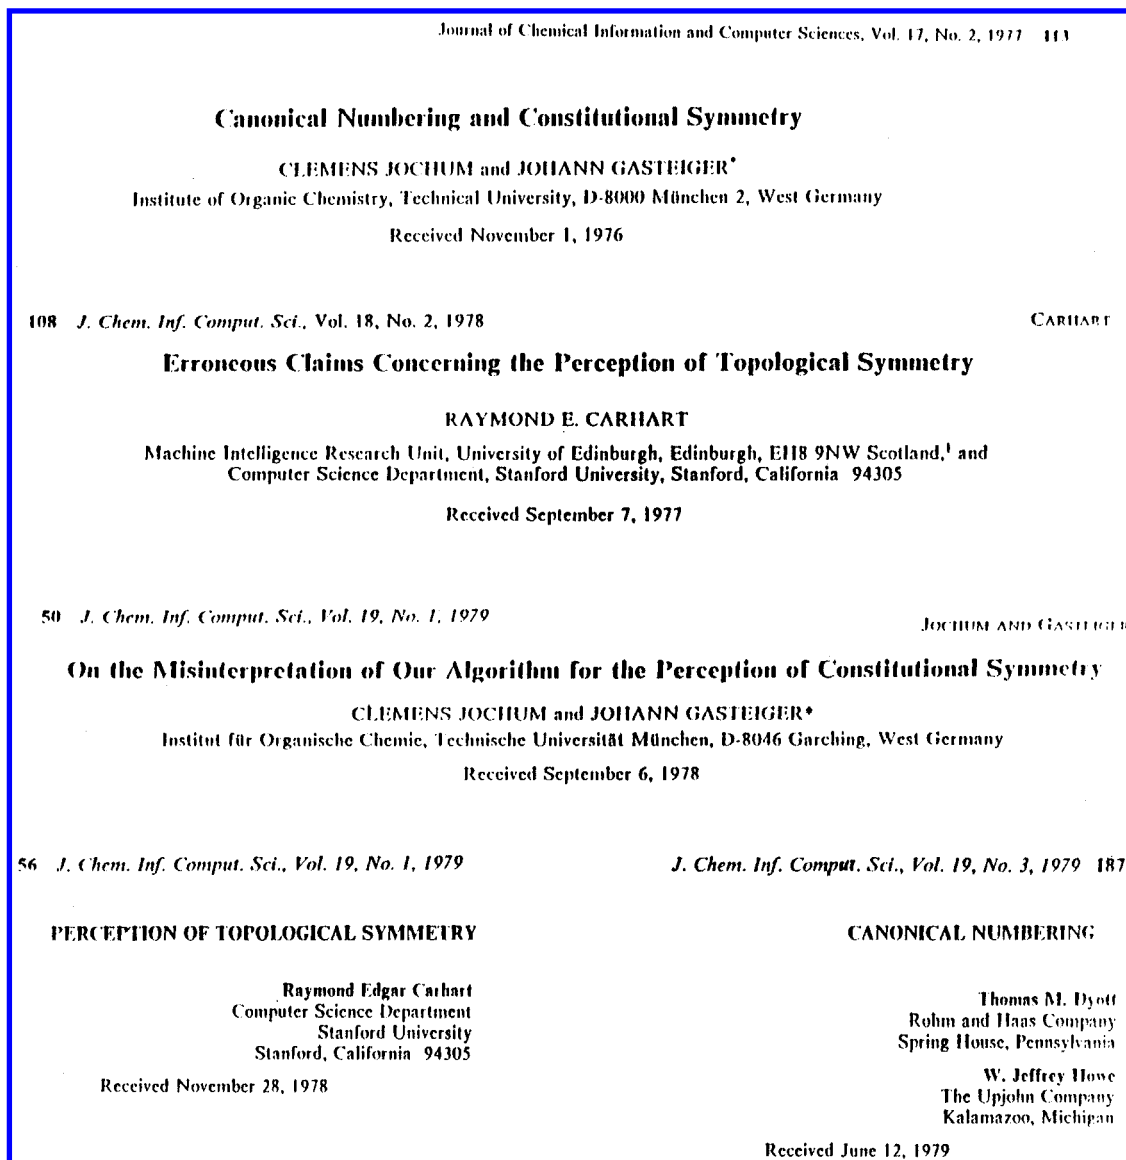 Journal of Chemical Information and Computer Sciences, Vol. 17, No. 2, 1977 113
Canonical Numbering and Constitutional Symmetry
CLEMENS JOCHUM and JOHANN GASTEIGER*
Institute of Organic Chemistry, Technical University, D-8000 München 2, West Germany
Received November 1, 1976
108 J. Chem. Inf. Comput. Sci., Vol. 18, No. 2, 1978 CARHART
Erroneous Claims Concerning the Perception of Topological Symmetry
RAYMOND E. CARHART
Machine Intelligence Research Unit, University of Edinburgh, Edinburgh, EH8 9NW Scotland,¹ and
Computer Science Department, Stanford University, Stanford, California 94305
Received September 7, 1977
50 J. Chem. Inf. Comput. Sci., Vol. 19, No. 1, 1979 JOCHUM AND GASTEIGER
On the Misinterpretation of Our Algorithm for the Perception of Constitutional Symmetry
CLEMENS JOCHUM and JOHANN GASTEIGER*
Institut für Organische Chemie, Technische Universität München, D-8046 Garching, West Germany
Received September 6, 1978
56 J. Chem. Inf. Comput. Sci., Vol. 19, No. 1, 1979
PERCEPTION OF TOPOLOGICAL SYMMETRY
Raymond Edgar Carhart
Computer Science Department
Stanford University
Stanford, California 94305
Received November 28, 1978
J. Chem. Inf. Comput. Sci., Vol. 19, No. 3, 1979 187
CANONICAL NUMBERING
Thomas M. Dyott
Rohm and Haas Company
Spring House, Pennsylvania
W. Jeffrey Howe
The Upjohn Company
Kalamazoo, Michigan
Received June 12, 1979